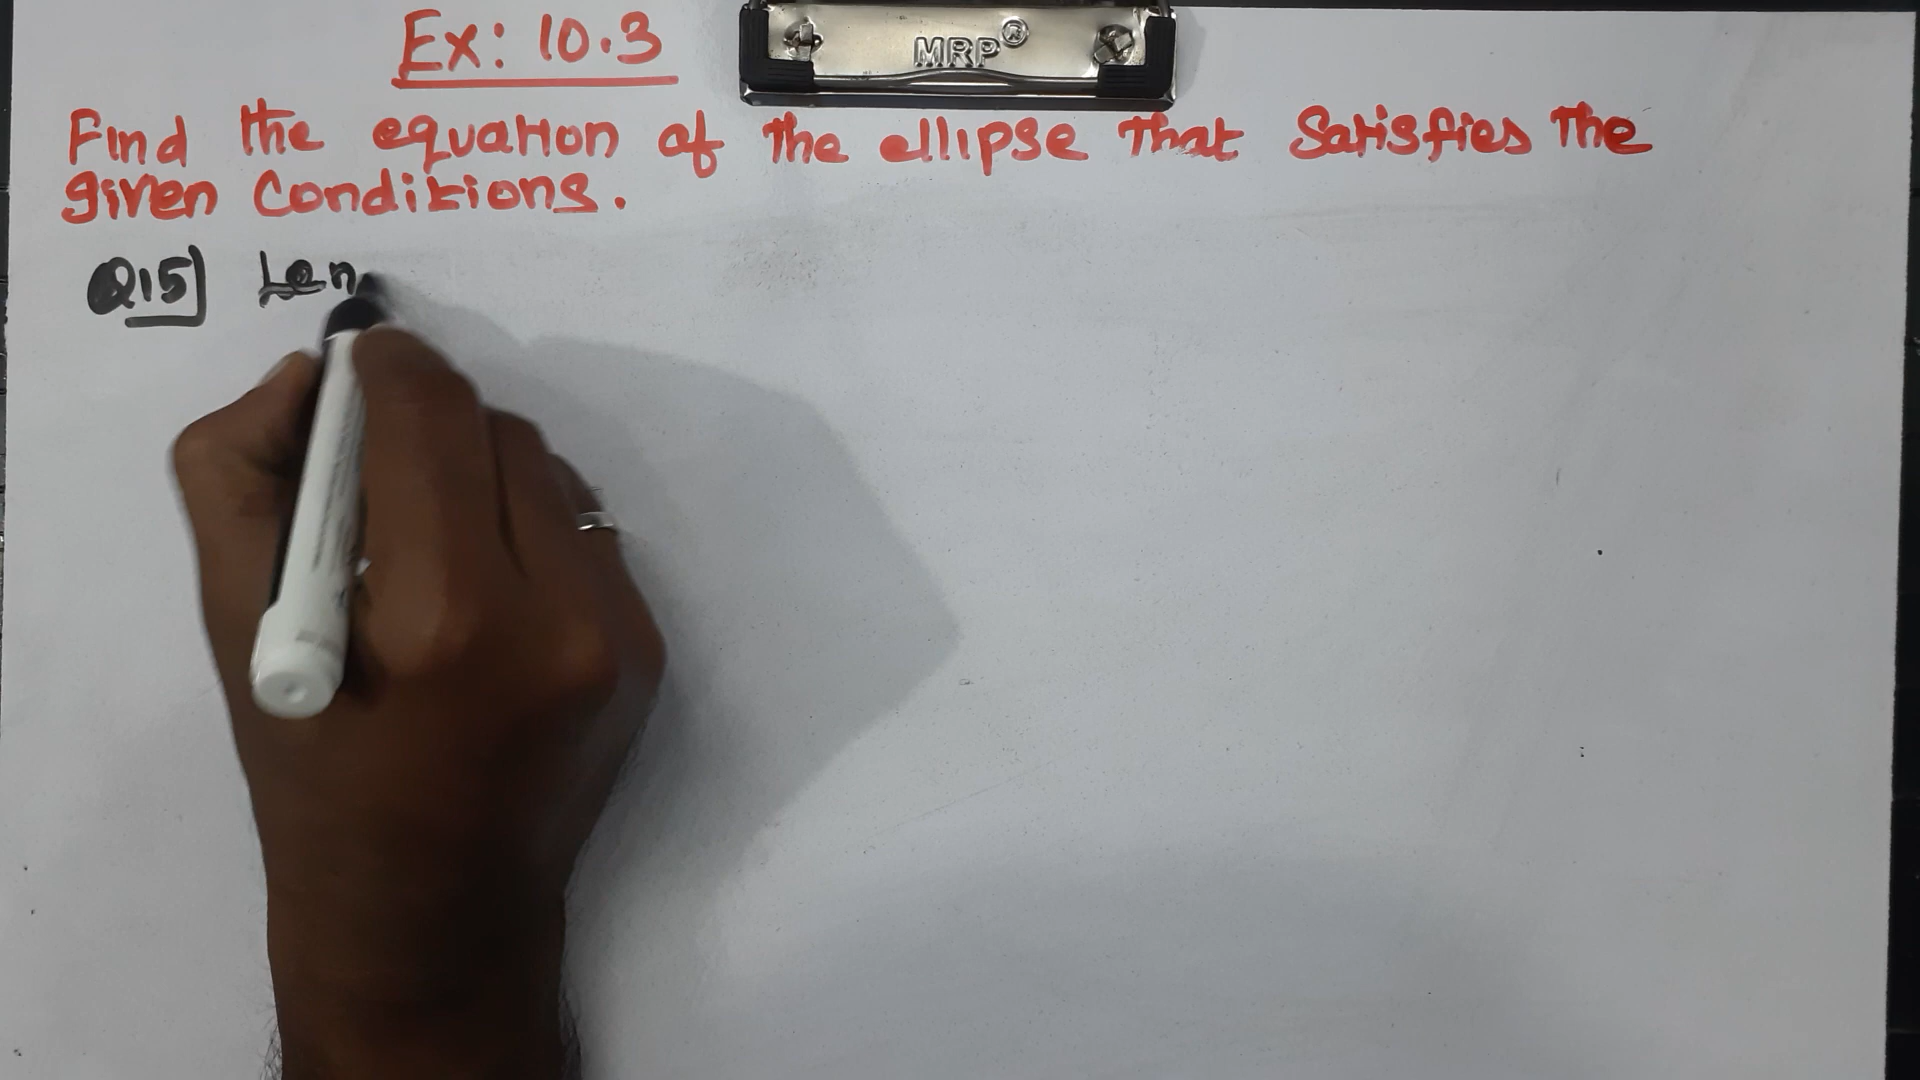 Ex: 10.3
MRP®
Find the equation of the ellipse that satisfies the
given conditions.
Q15] Len